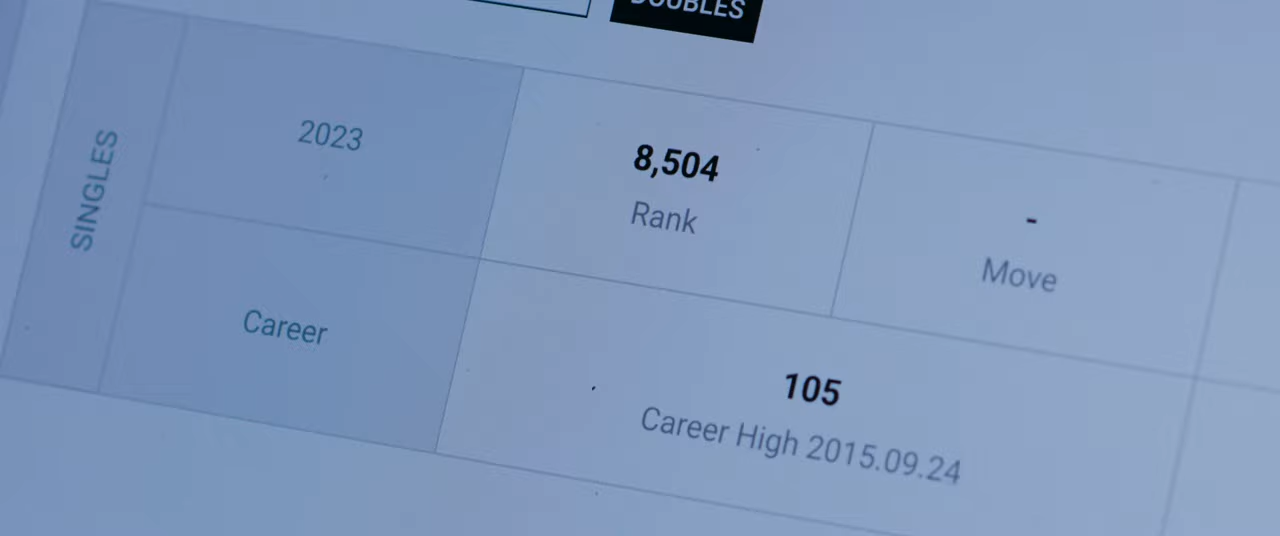 DOUBLES
SINGLES
2023
8,504
Rank
-
Move
Career
105
Career High 2015.09.24